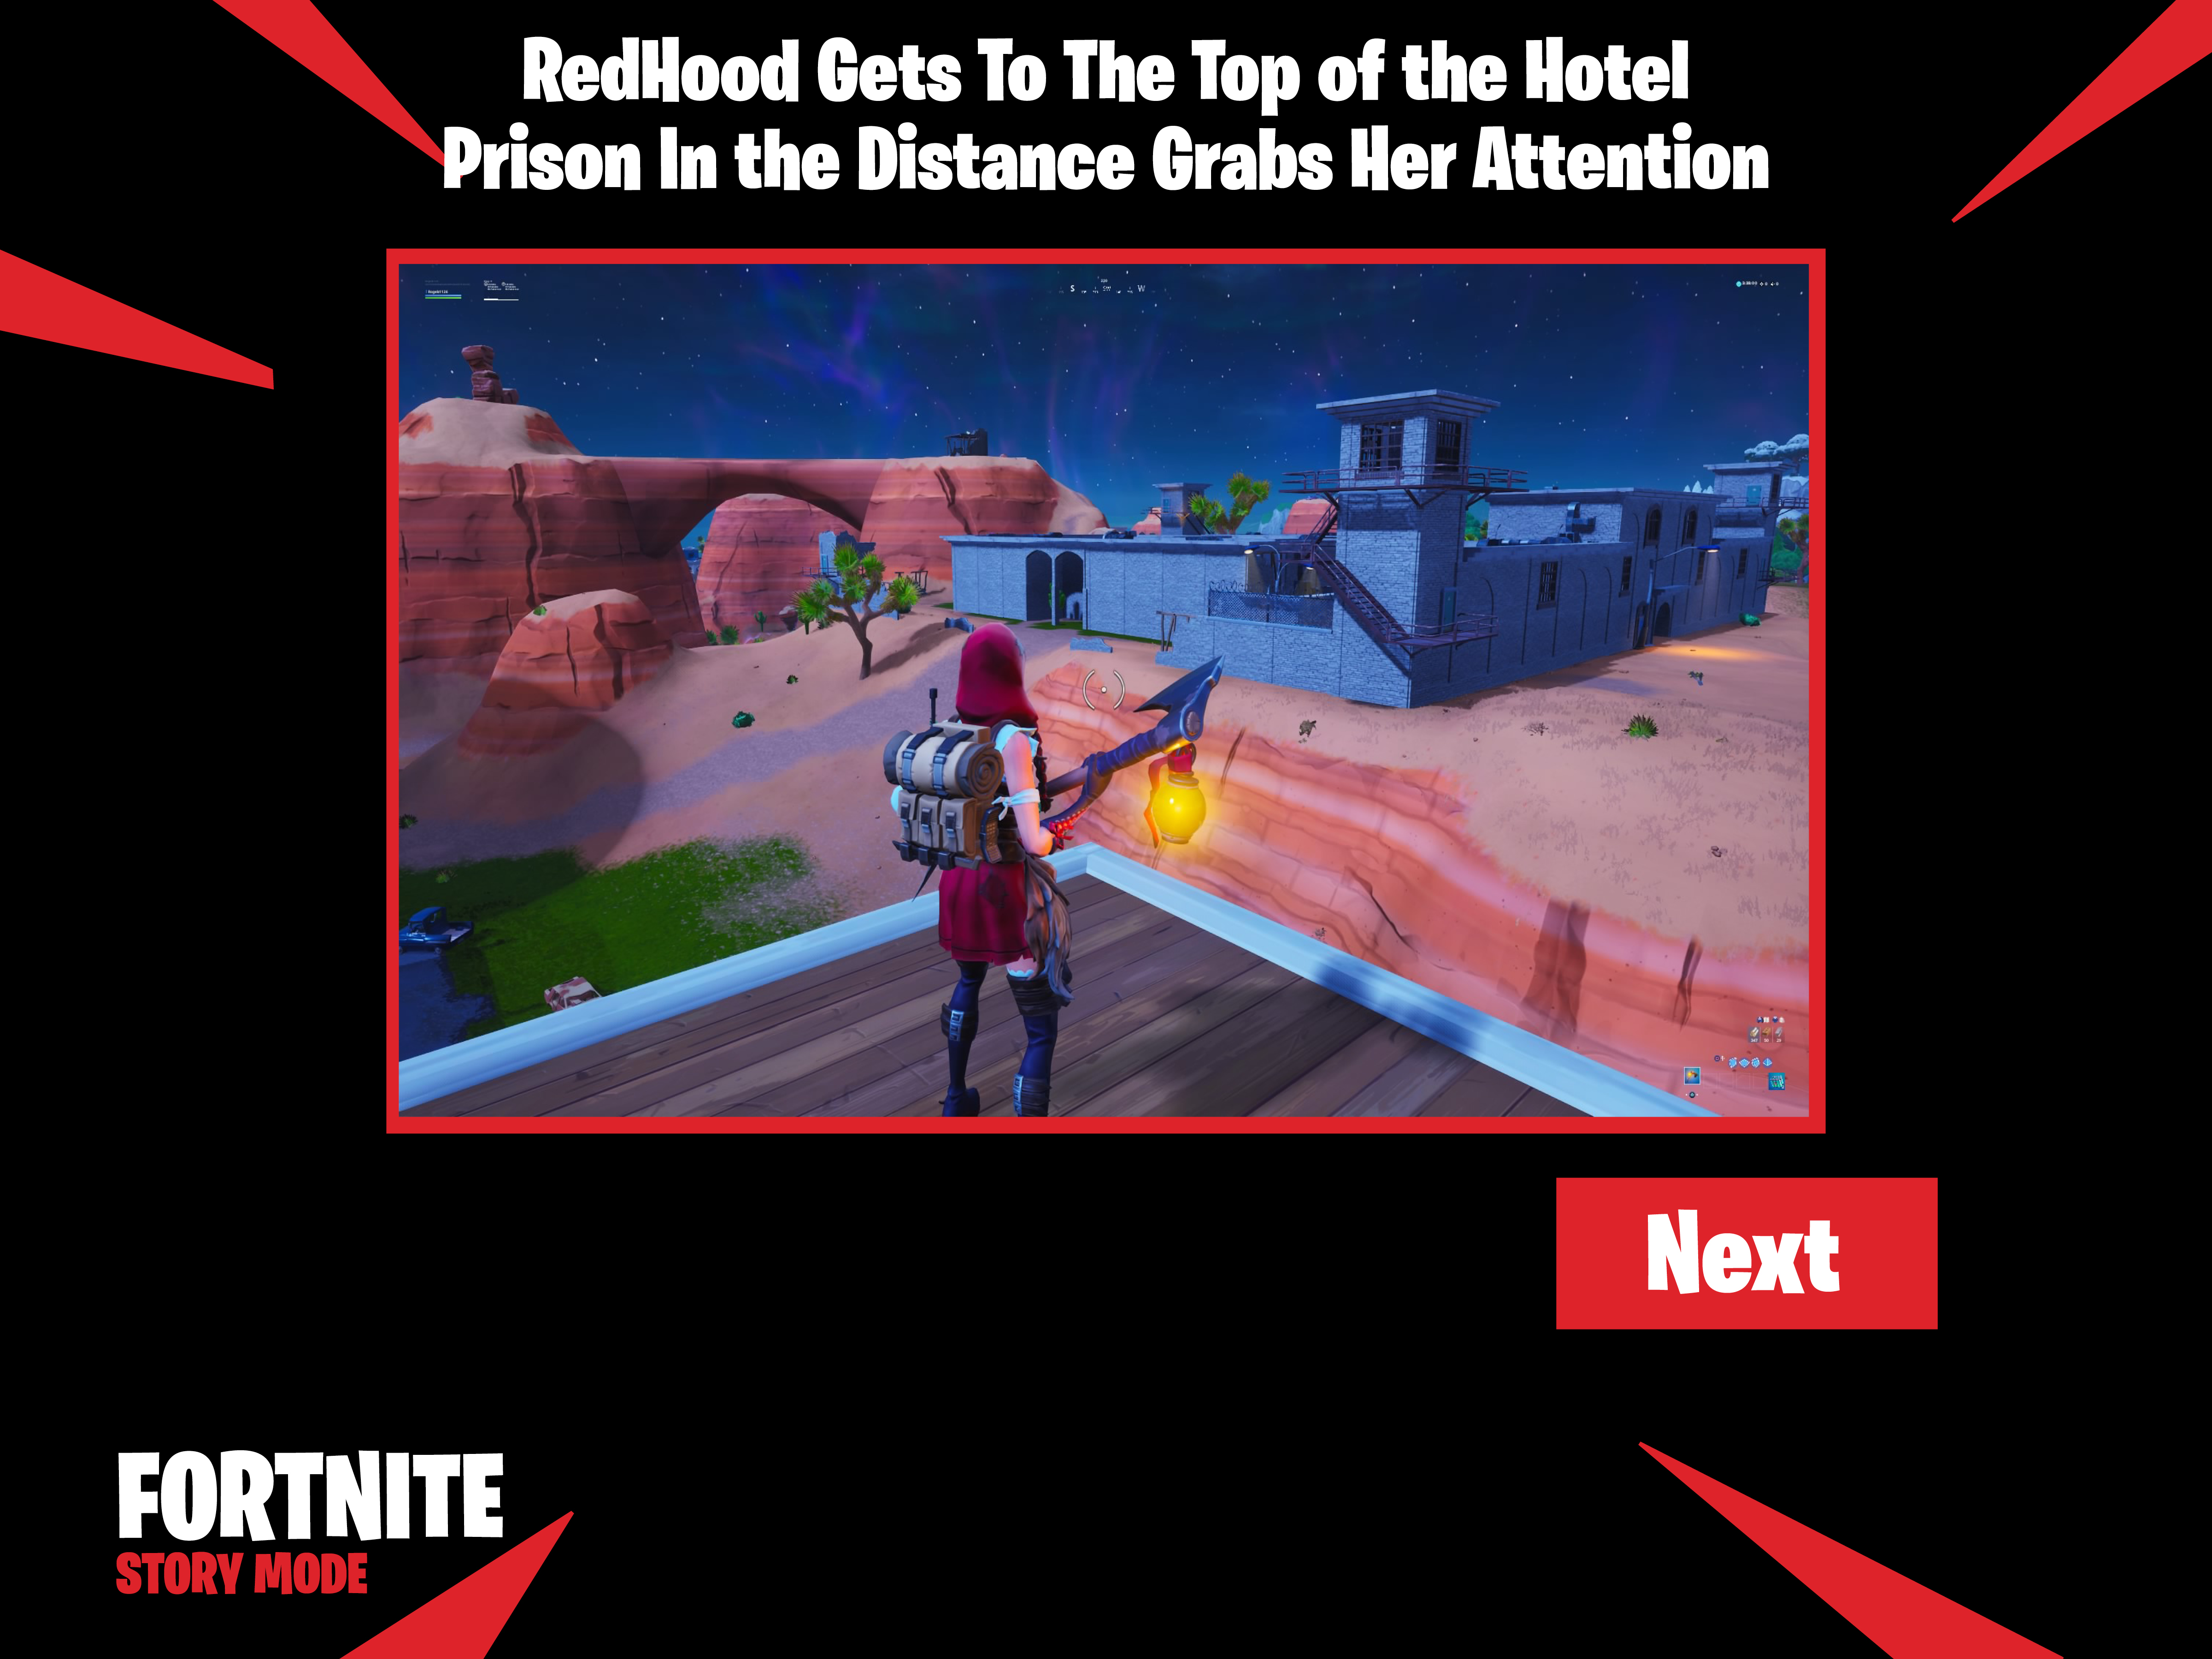 RedHood Gets To The Top of the Hotel
Prison In the Distance Grabs Her Attention
S SW W
Next
FORTNITE
STORY MODE